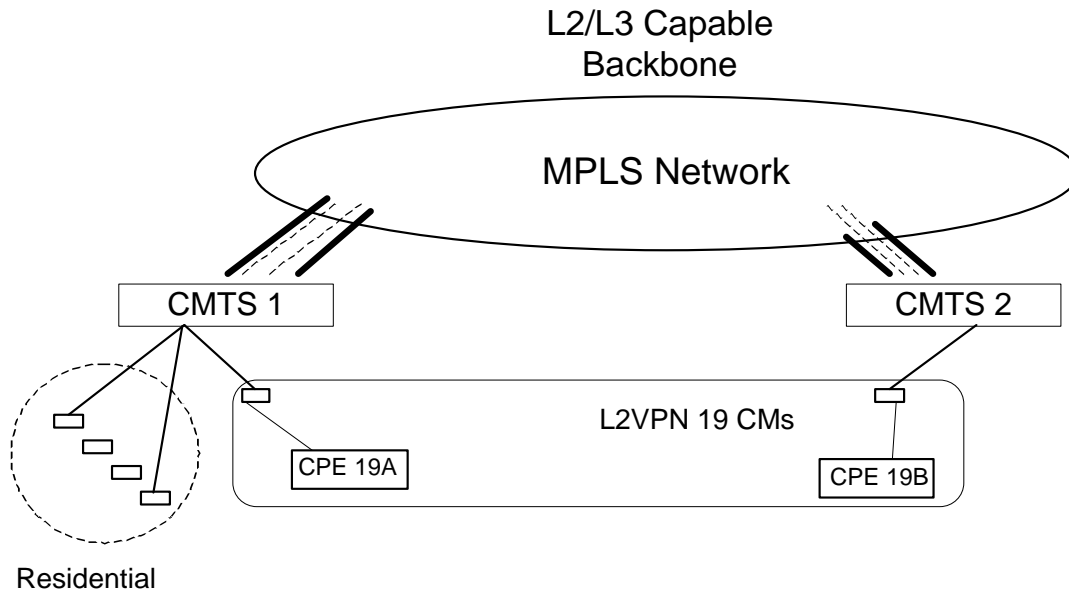 L2/L3 Capable
Backbone
MPLS Network
CMTS 1
CMTS 2
L2VPN 19 CMs
CPE 19A
CPE 19B
Residential